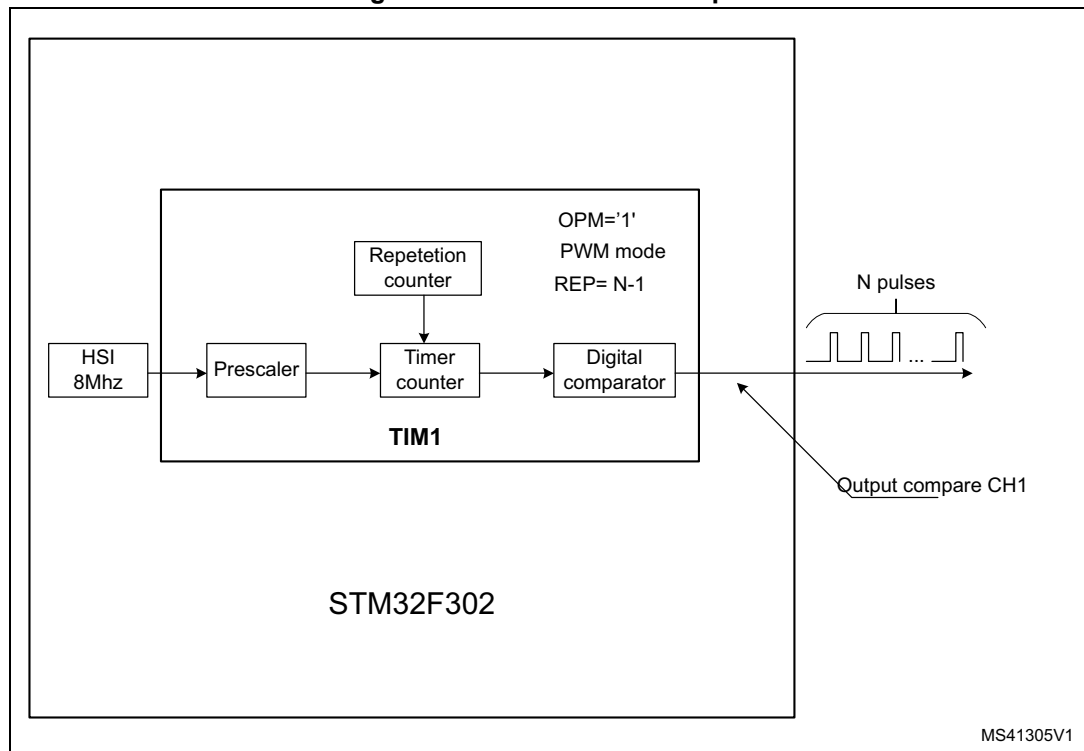 OPM='1'
PWM mode
REP= N-1
Repetetion
counter
N pulses
HSI
8Mhz
Prescaler
Timer
counter
Digital
comparator
...
TIM1
Output compare CH1
STM32F302
MS41305V1